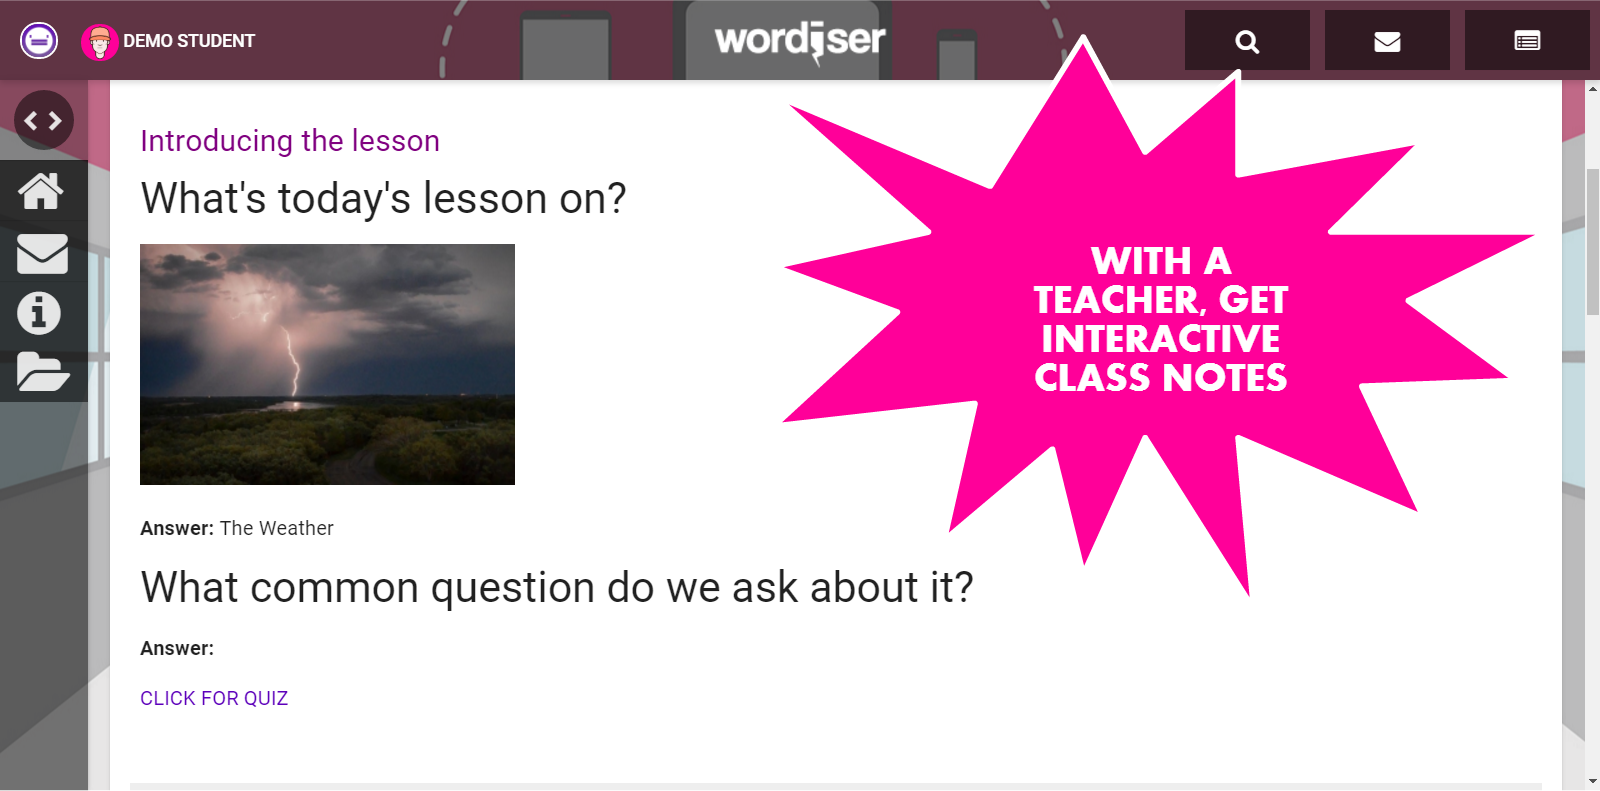 DEMO STUDENT
wordiser
Introducing the lesson
What's today's lesson on?
WITH A
TEACHER, GET
INTERACTIVE
CLASS NOTES
Answer: The Weather
What common question do we ask about it?
Answer:
CLICK FOR QUIZ